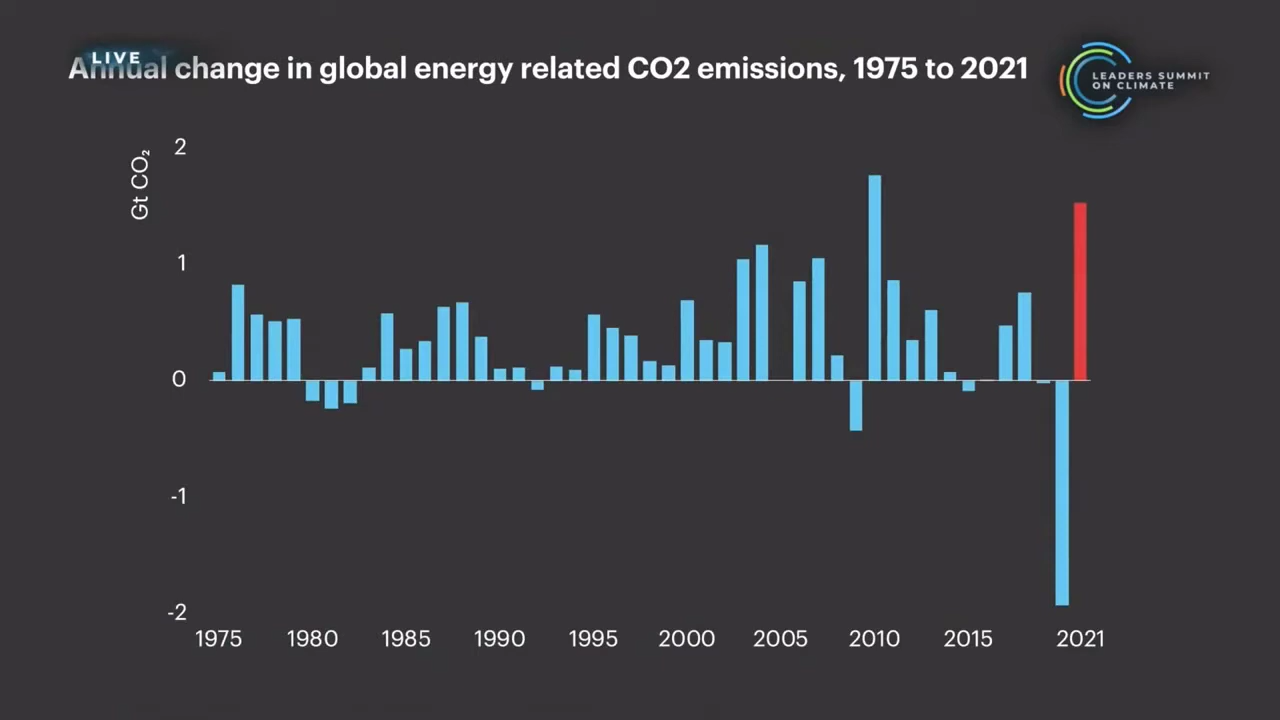 LIVE
Annual change in global energy related CO2 emissions, 1975 to 2021
LEADERS SUMMIT
ON CLIMATE
Gt CO₂
2
1
0
-1
-2
1975 1980 1985 1990 1995 2000 2005 2010 2015 2021